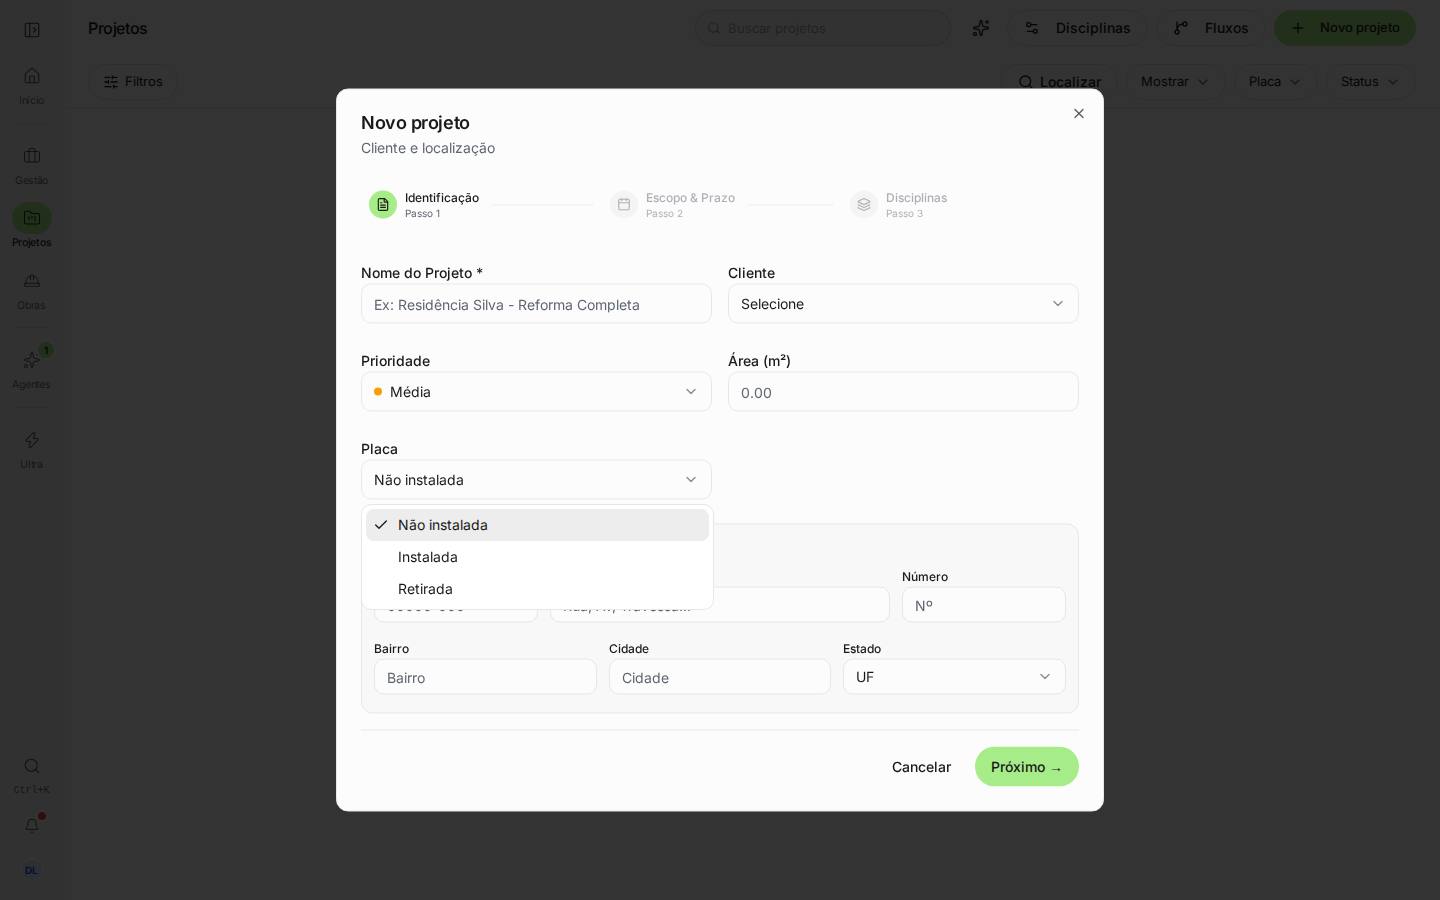 Projetos
Buscar projetos
Disciplinas
Fluxos
Novo projeto
Filtros
Localizar
Mostrar
Placa
Status
Início
Gestão
Projetos
Obras
1
Agentes
Ultra
Ctrl+K
DL
Novo projeto
Cliente e localização
Identificação
Passo 1
Escopo & Prazo
Passo 2
Disciplinas
Passo 3
Nome do Projeto *
Cliente
Ex: Residência Silva - Reforma Completa
Selecione
Prioridade
Área (m²)
Média
0.00
Placa
Não instalada
Não instalada
Instalada
Retirada
Número
Nº
Bairro
Cidade
Estado
Bairro
Cidade
UF
Cancelar
Próximo →